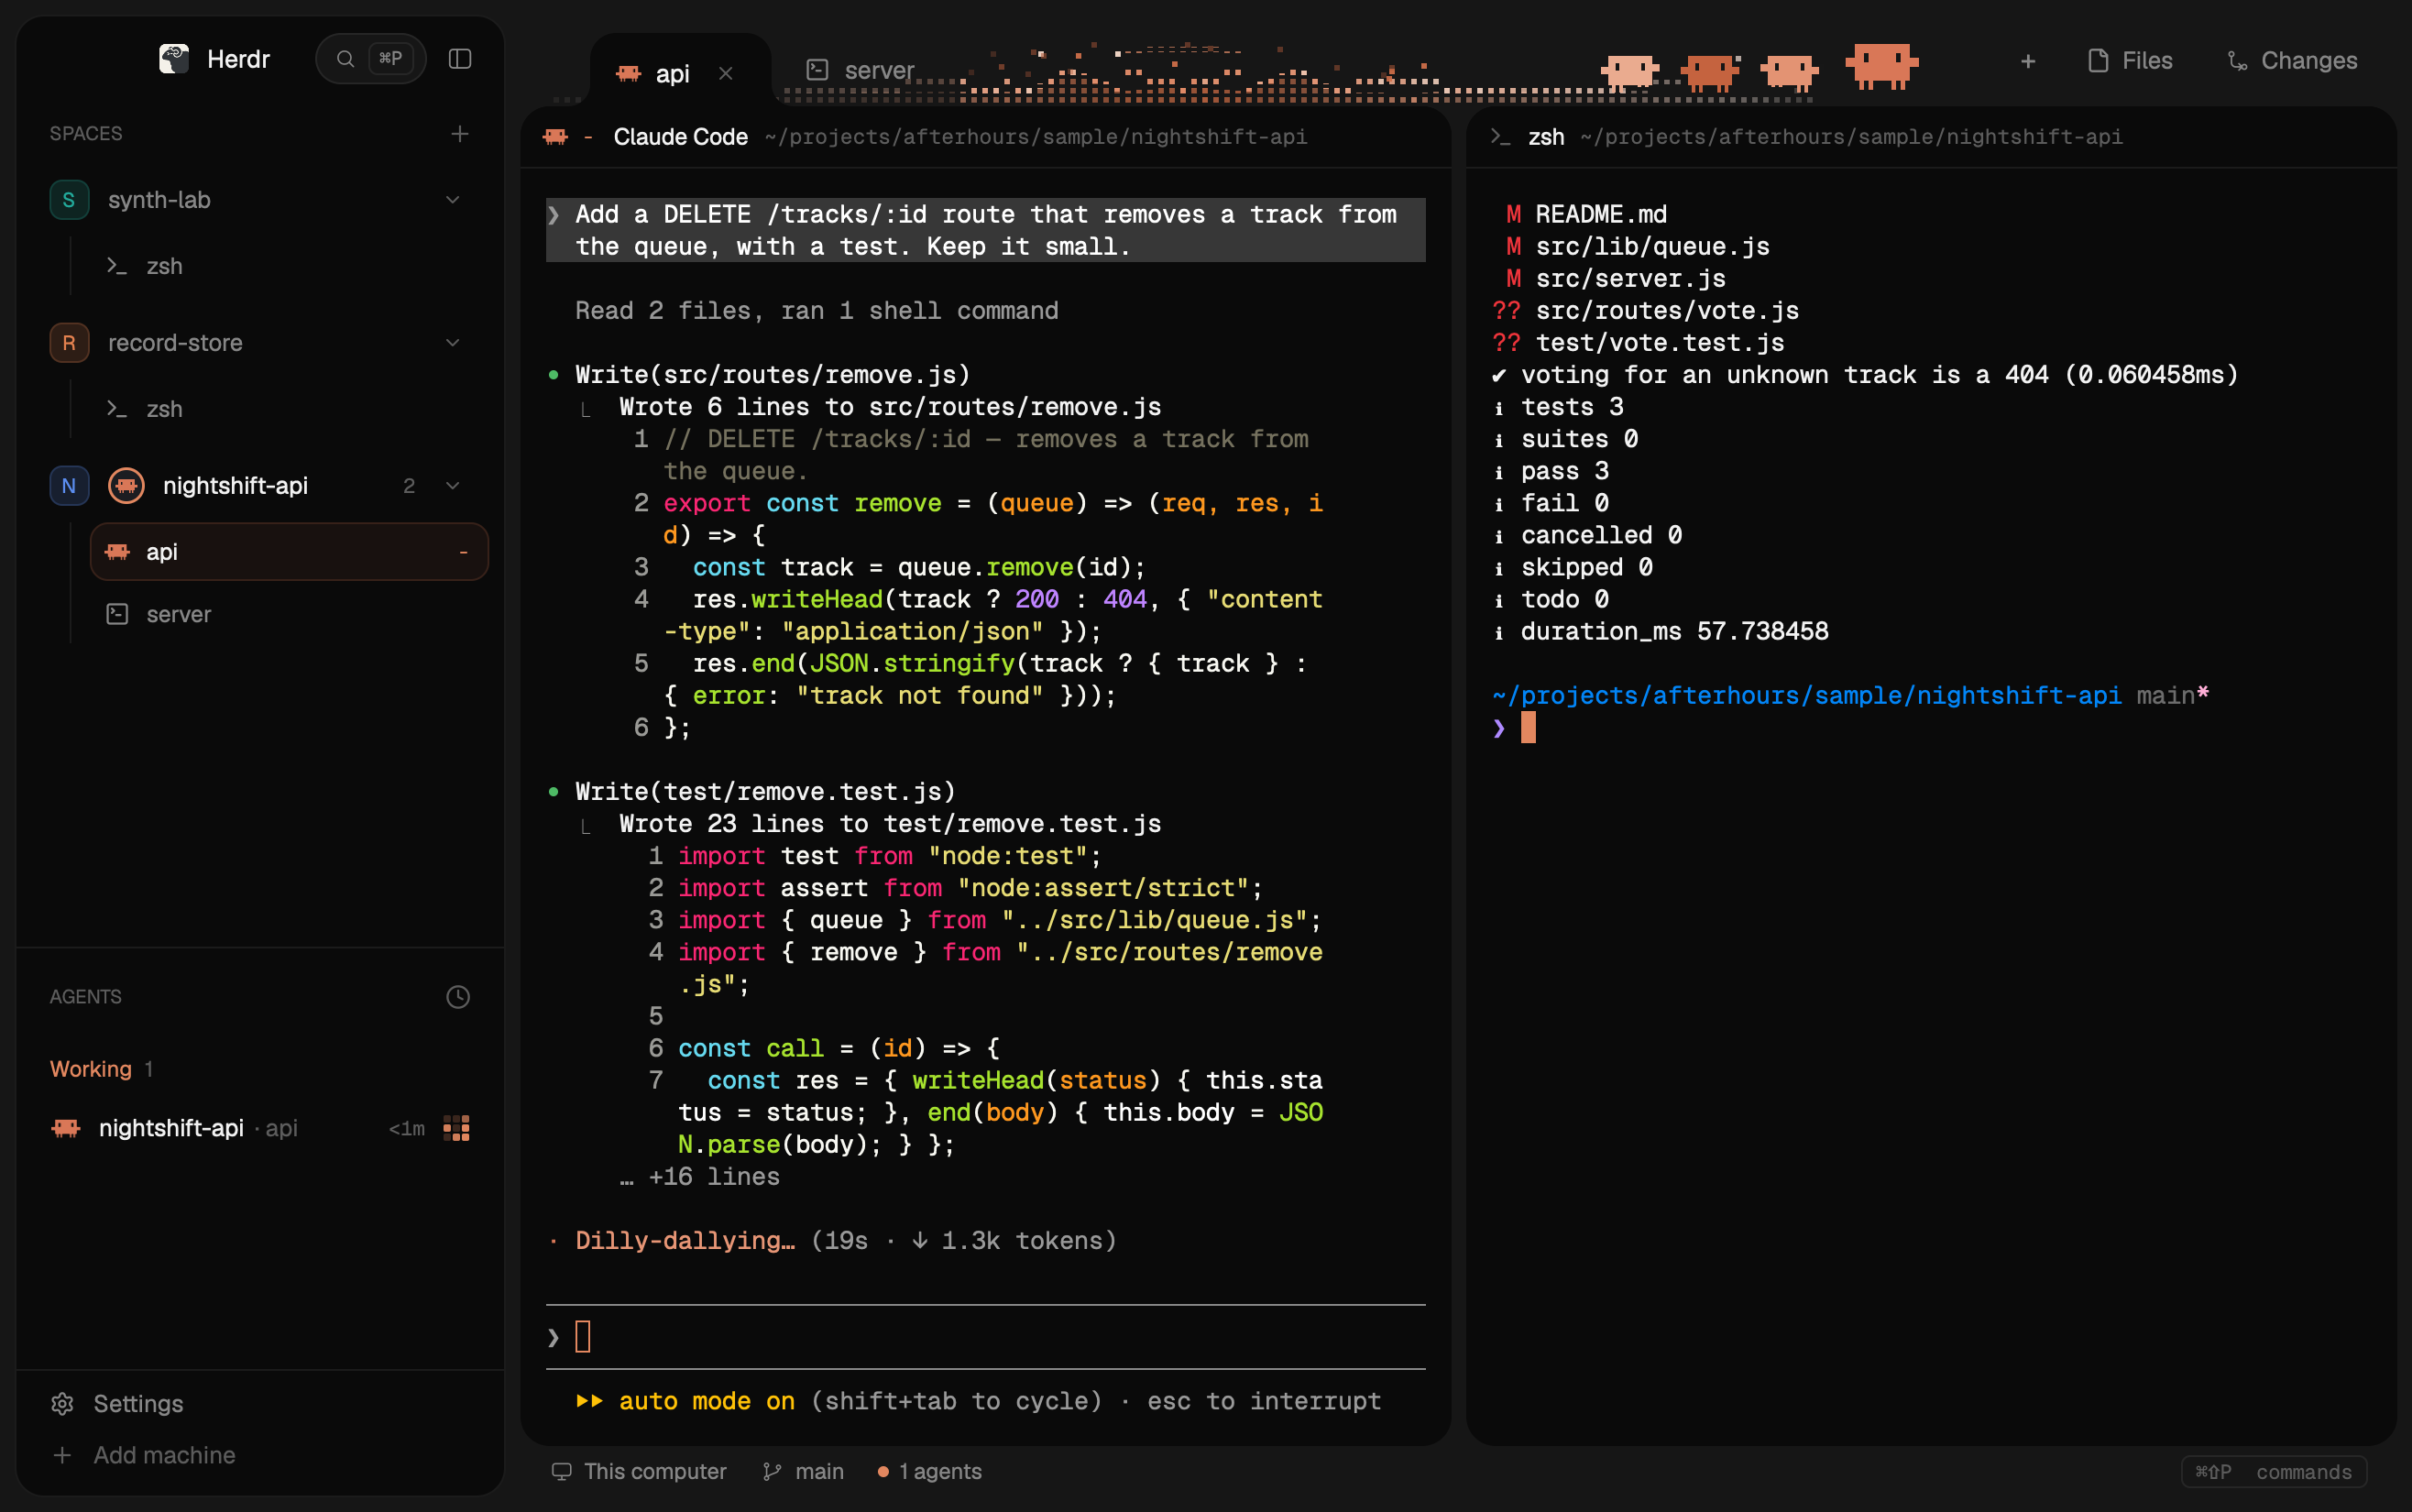 Herdr
⌘P
SPACES
S synth-lab
zsh
R record-store
zsh
N nightshift-api 2
api -
server
AGENTS
Working 1
nightshift-api · api <1m
Settings
Add machine
api
server
Files
Changes
- Claude Code ~/projects/afterhours/sample/nightshift-api
❯ Add a DELETE /tracks/:id route that removes a track from
the queue, with a test. Keep it small.
Read 2 files, ran 1 shell command
● Write(src/routes/remove.js)
⎿ Wrote 6 lines to src/routes/remove.js
1 // DELETE /tracks/:id — removes a track from
the queue.
2 export const remove = (queue) => (req, res, i
d) => {
3 const track = queue.remove(id);
4 res.writeHead(track ? 200 : 404, { "content
-type": "application/json" });
5 res.end(JSON.stringify(track ? { track } :
{ error: "track not found" }));
6 };
● Write(test/remove.test.js)
⎿ Wrote 23 lines to test/remove.test.js
1 import test from "node:test";
2 import assert from "node:assert/strict";
3 import { queue } from "../src/lib/queue.js";
4 import { remove } from "../src/routes/remove
.js";
5
6 const call = (id) => {
7 const res = { writeHead(status) { this.sta
tus = status; }, end(body) { this.body = JSO
N.parse(body); } };
… +16 lines
· Dilly-dallying… (19s · ↓ 1.3k tokens)
❯
⏵⏵ auto mode on (shift+tab to cycle) · esc to interrupt
zsh ~/projects/afterhours/sample/nightshift-api
M README.md
M src/lib/queue.js
M src/server.js
?? src/routes/vote.js
?? test/vote.test.js
✔ voting for an unknown track is a 404 (0.060458ms)
ℹ tests 3
ℹ suites 0
ℹ pass 3
ℹ fail 0
ℹ cancelled 0
ℹ skipped 0
ℹ todo 0
ℹ duration_ms 57.738458
~/projects/afterhours/sample/nightshift-api main*
❯
This computer
main
1 agents
⌘⇧P commands